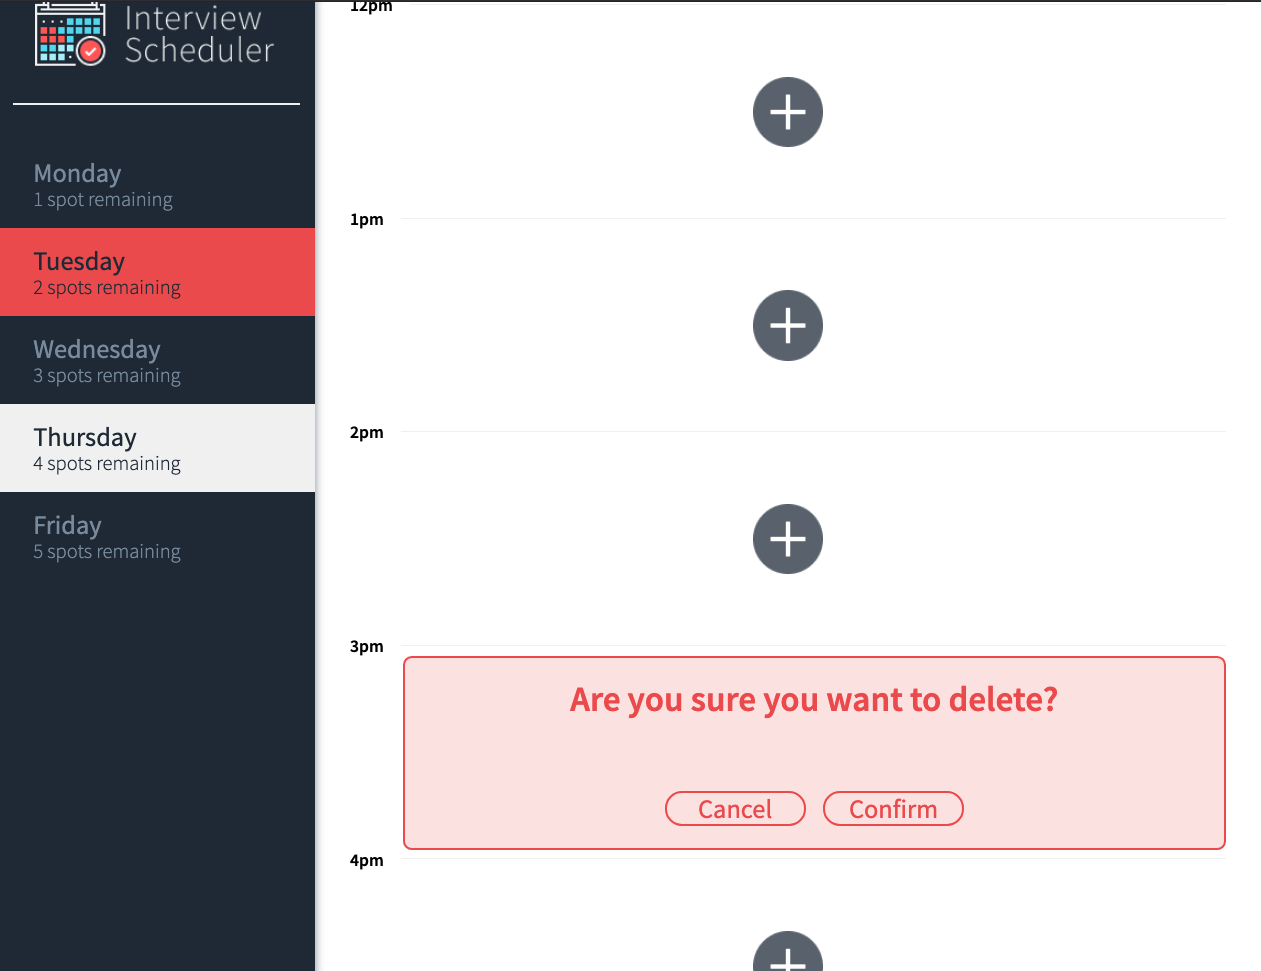 Interview
Scheduler
Monday
1 spot remaining
Tuesday
2 spots remaining
Wednesday
3 spots remaining
Thursday
4 spots remaining
Friday
5 spots remaining
12pm
1pm
2pm
3pm
Are you sure you want to delete?
Cancel Confirm
4pm